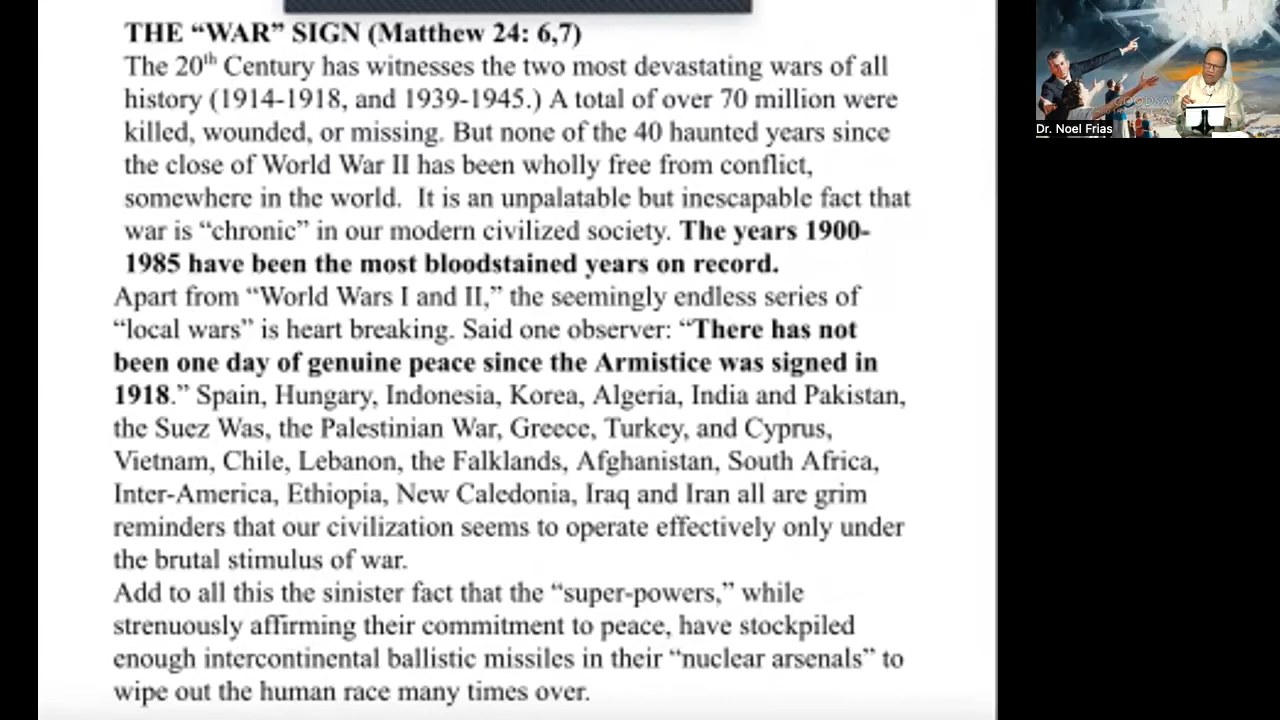 THE “WAR” SIGN (Matthew 24: 6,7)
The 20th Century has witnesses the two most devastating wars of all
history (1914-1918, and 1939-1945.) A total of over 70 million were
killed, wounded, or missing. But none of the 40 haunted years since
the close of World War II has been wholly free from conflict,
somewhere in the world.  It is an unpalatable but inescapable fact that
war is “chronic” in our modern civilized society. The years 1900-
1985 have been the most bloodstained years on record.
Apart from “World Wars I and II,” the seemingly endless series of
“local wars” is heart breaking. Said one observer: “There has not
been one day of genuine peace since the Armistice was signed in
1918.” Spain, Hungary, Indonesia, Korea, Algeria, India and Pakistan,
the Suez Was, the Palestinian War, Greece, Turkey, and Cyprus,
Vietnam, Chile, Lebanon, the Falklands, Afghanistan, South Africa,
Inter-America, Ethiopia, New Caledonia, Iraq and Iran all are grim
reminders that our civilization seems to operate effectively only under
the brutal stimulus of war.
Add to all this the sinister fact that the “super-powers,” while
strenuously affirming their commitment to peace, have stockpiled
enough intercontinental ballistic missiles in their “nuclear arsenals” to
wipe out the human race many times over.
Dr. Noel Frias